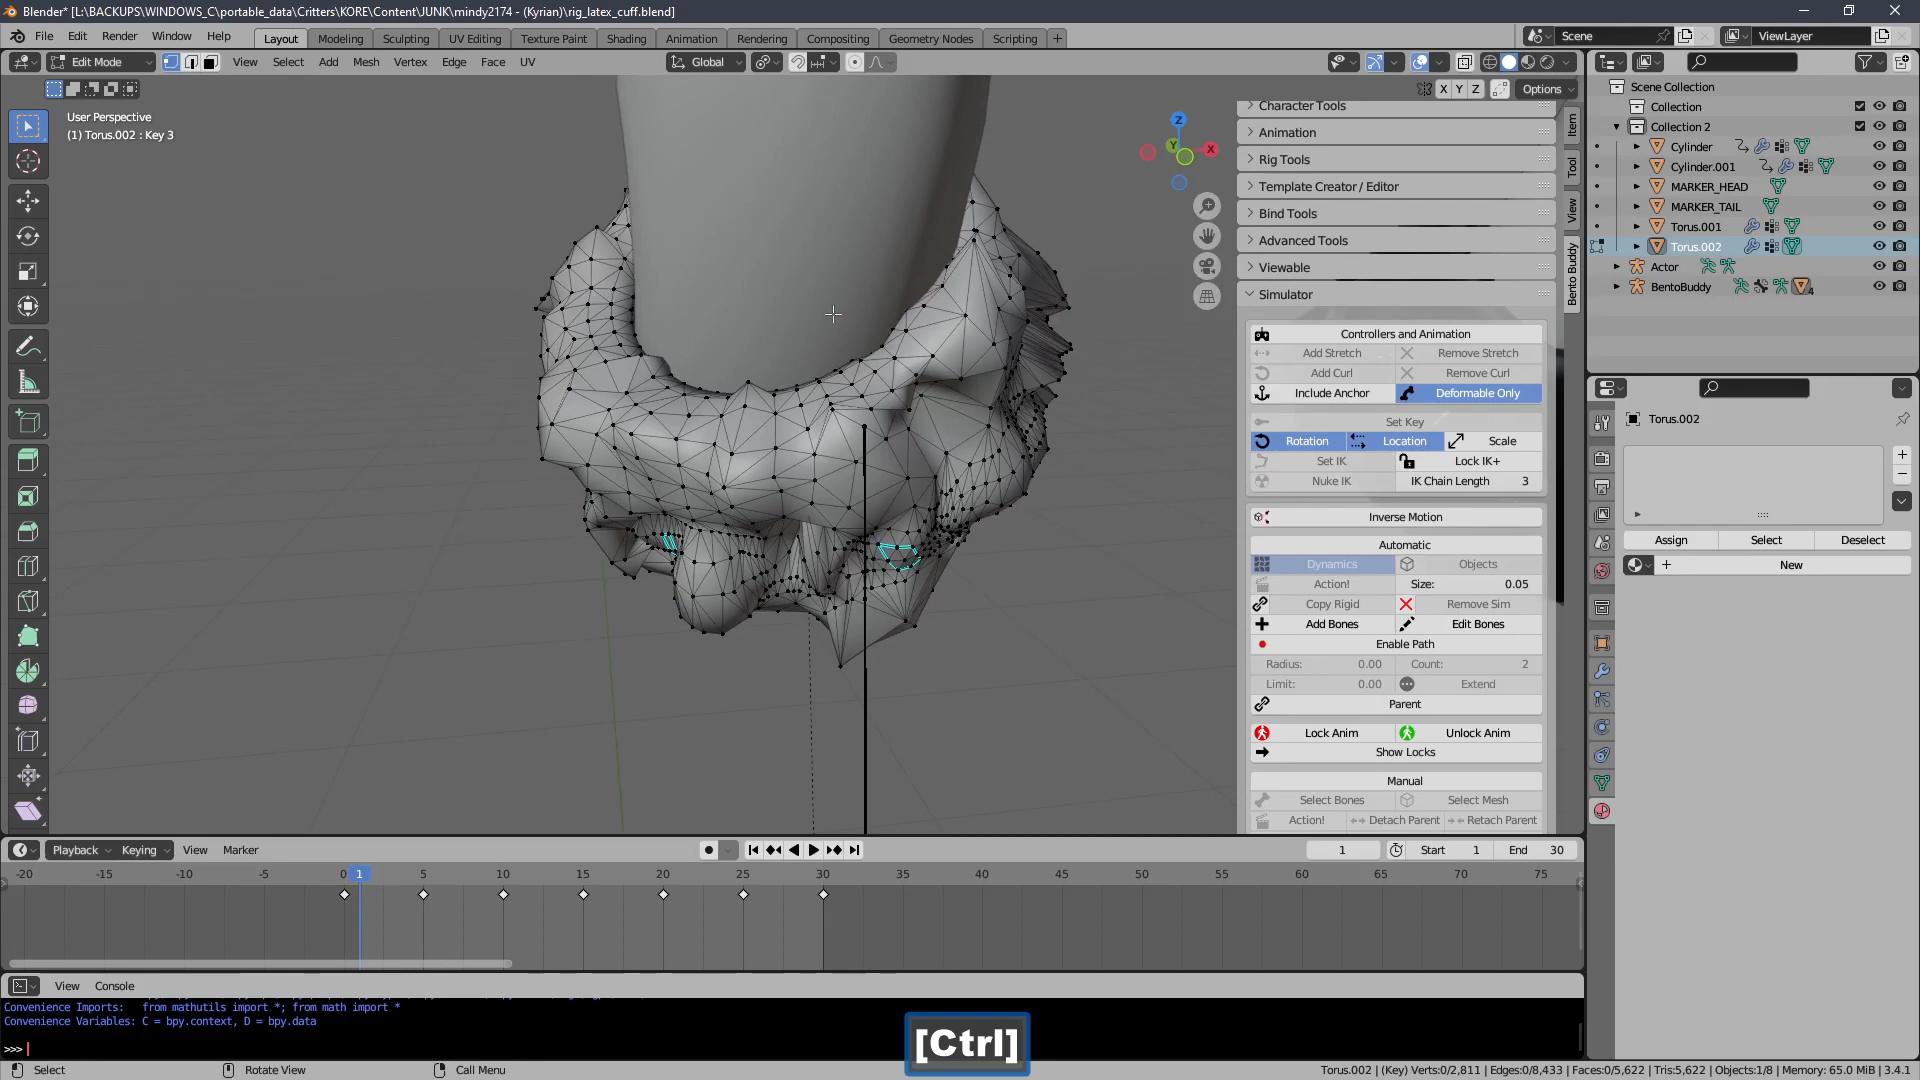 Blender* [L:\BACKUPS\WINDOWS_C\portable_data\Critters\KORE\Content\JUNK\mindy2174 - (Kyrian)\rig_latex_cuff.blend]
File Edit Render Window Help Layout Modeling Sculpting UV Editing Texture Paint Shading Animation Rendering Compositing Geometry Nodes Scripting + Scene ViewLayer
Edit Mode View Select Add Mesh Vertex Edge Face UV Global
X Y Z Options
User Perspective
(1) Torus.002 : Key 3
Z
Y
X
Character Tools
Animation
Rig Tools
Template Creator / Editor
Bind Tools
Advanced Tools
Viewable
Simulator
Controllers and Animation
Add Stretch Remove Stretch
Add Curl Remove Curl
Include Anchor Deformable Only
Set Key
Rotation Location Scale
Set IK Lock IK+
Nuke IK IK Chain Length 3
Inverse Motion
Automatic
Dynamics Objects
Action! Size: 0.05
Copy Rigid Remove Sim
Add Bones Edit Bones
Enable Path
Radius: 0.00 Count: 2
Limit: 0.00 Extend
Parent
Lock Anim Unlock Anim
Show Locks
Manual
Select Bones Select Mesh
Action! Detach Parent Retach Parent
Item
Tool
View
Bento Buddy
Scene Collection
Collection
Collection 2
Cylinder
Cylinder.001
MARKER_HEAD
MARKER_TAIL
Torus.001
Torus.002
Actor
BentoBuddy 4
Torus.002
Assign Select Deselect
+ New
Playback Keying View Marker 1 Start 1 End 30
-20 -15 -10 -5 0 1 5 10 15 20 25 30 35 40 45 50 55 60 65 70 75
View Console
Convenience Imports: from mathutils import *; from math import *
Convenience Variables: C = bpy.context, D = bpy.data
>>>
[Ctrl]
Select Rotate View Call Menu Torus.002 | (Key) Verts:0/2,811 | Edges:0/8,433 | Faces:0/5,622 | Tris:5,622 | Objects:1/8 | Memory: 65.0 MiB | 3.4.1